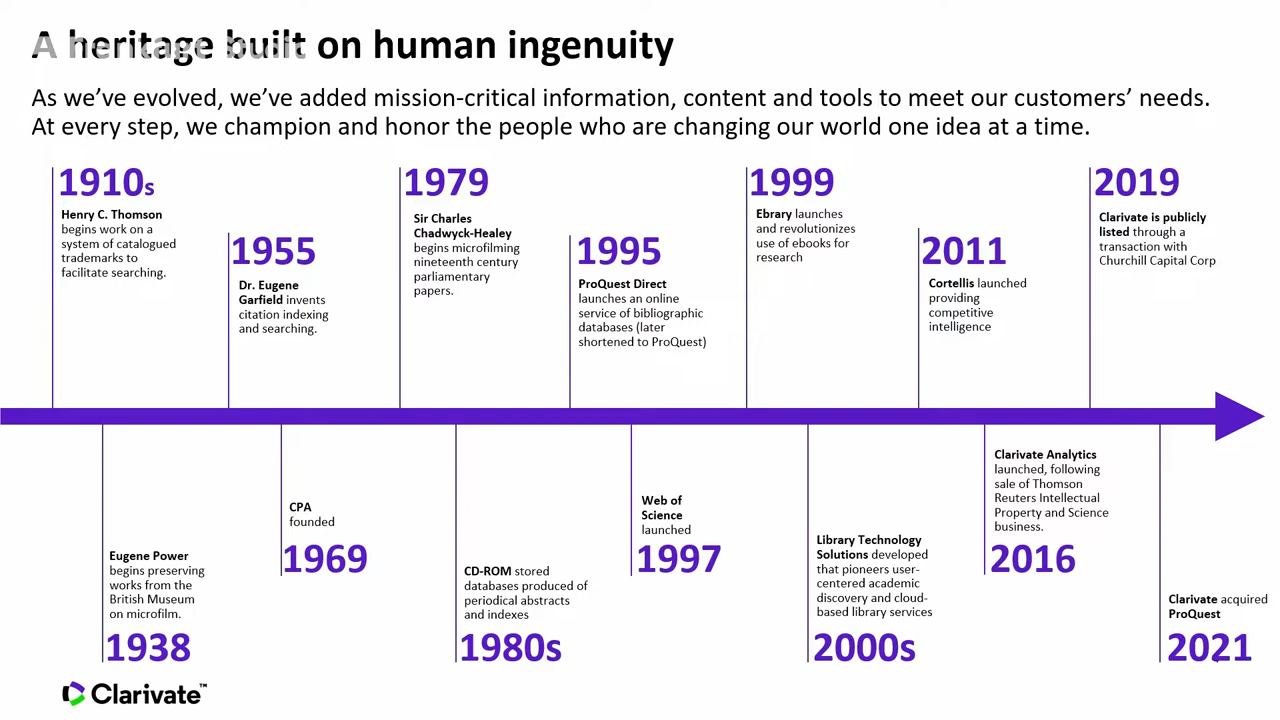 A heritage built on human ingenuity
As we’ve evolved, we’ve added mission-critical information, content and tools to meet our customers’ needs.
At every step, we champion and honor the people who are changing our world one idea at a time.
1910s
Henry C. Thomson
begins work on a
system of catalogued
trademarks to
facilitate searching.
1955
Dr. Eugene
Garfield invents
citation indexing
and searching.
1979
Sir Charles
Chadwyck-Healey
begins microfilming
nineteenth century
parliamentary
papers.
1995
ProQuest Direct
launches an online
service of bibliographic
databases (later
shortened to ProQuest)
1999
Ebrary launches
and revolutionizes
use of ebooks for
research
2011
Cortellis launched
providing
competitive
intelligence
2019
Clarivate is publicly
listed through a
transaction with
Churchill Capital Corp
Eugene Power
begins preserving
works from the
British Museum
on microfilm.
1938
CPA
founded
1969
CD-ROM stored
databases produced of
periodical abstracts
and indexes
1980s
Web of
Science
launched
1997
Library Technology
Solutions developed
that pioneers user-
centered academic
discovery and cloud-
based library services
2000s
Clarivate Analytics
launched, following
sale of Thomson
Reuters Intellectual
Property and Science
business.
2016
Clarivate acquired
ProQuest
2021
Clarivate™